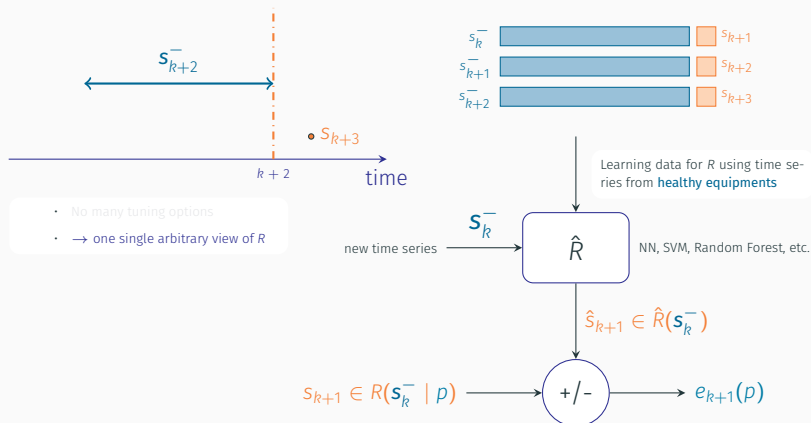 s⁻ₖ₊₂
sₖ₊₃
k + 2
time
· No many tuning options
· → one single arbitrary view of R
s⁻ₖ sₖ₊₁
s⁻ₖ₊₁ sₖ₊₂
s⁻ₖ₊₂ sₖ₊₃
Learning data for R using time se-
ries from healthy equipments
s⁻ₖ
new time series
R̂
NN, SVM, Random Forest, etc.
ŝₖ₊₁ ∈ R̂(s⁻ₖ)
sₖ₊₁ ∈ R(s⁻ₖ | p)
+/-
eₖ₊₁(p)